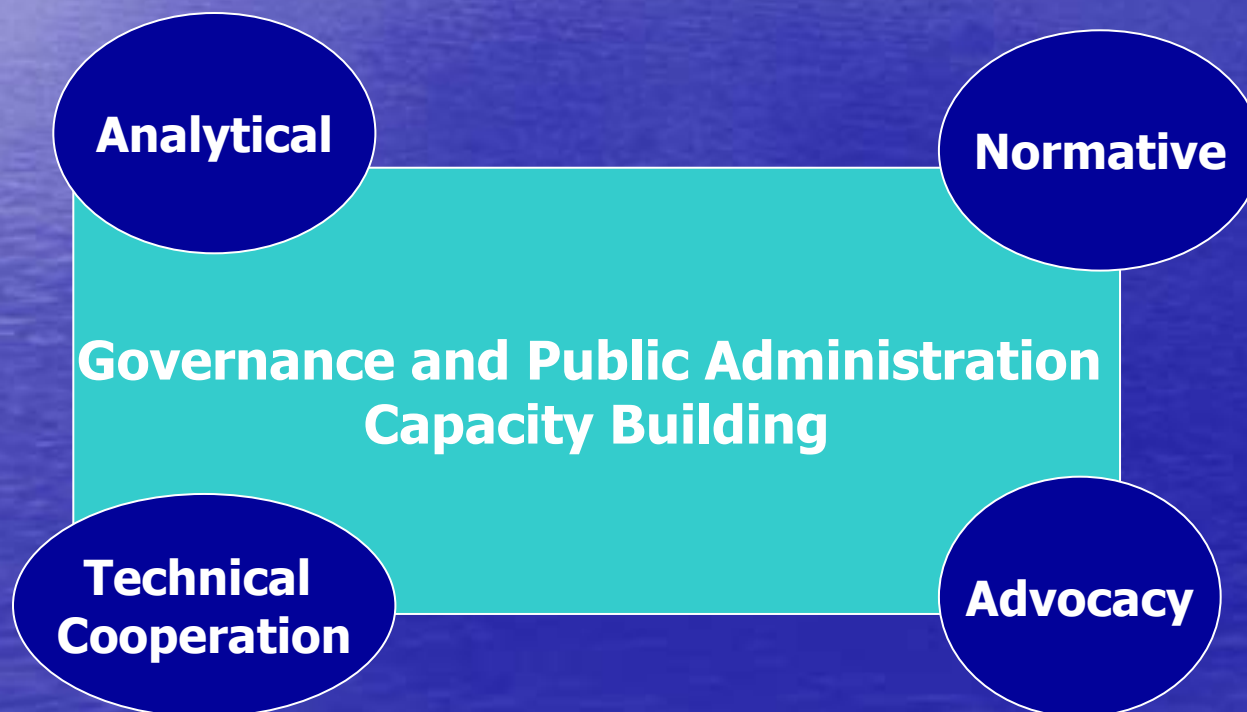 Analytical
Normative
Governance and Public Administration
Capacity Building
Technical
Cooperation
Advocacy